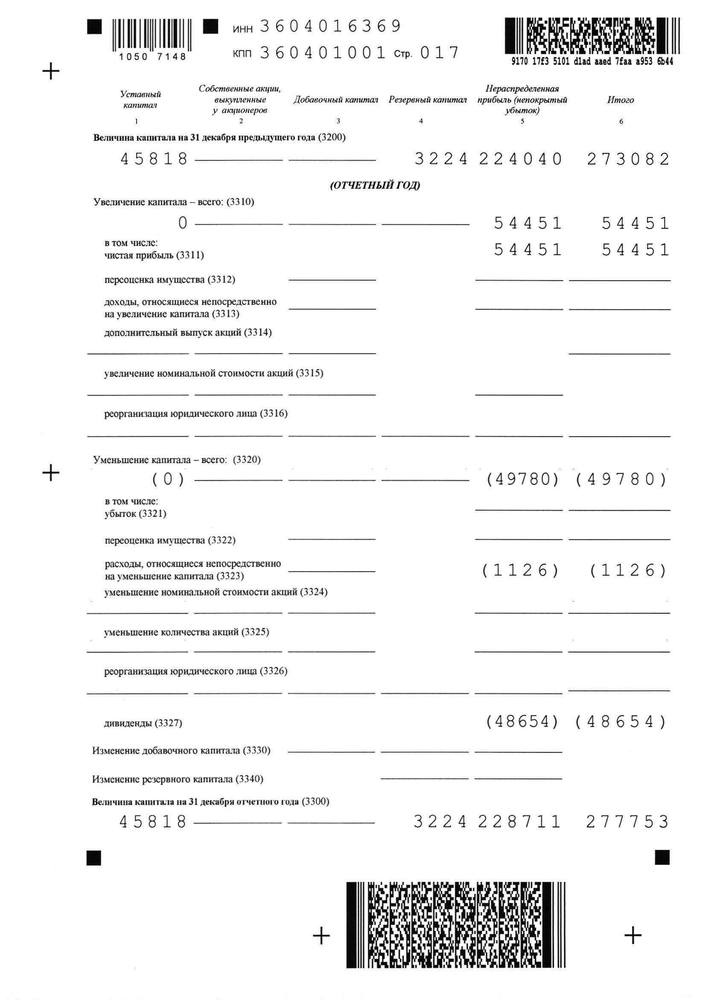 ИНН 3604016369
1050 7148
КПП 360401001 Стр. 017
9170 17f3 5101 d1ad aaed 7faa a953 6b44
Уставный капитал
Собственные акции, выкупленные у акционеров
Добавочный капитал
Резервный капитал
Нераспределенная прибыль (непокрытый убыток)
Итого
1 2 3 4 5 6
Величина капитала на 31 декабря предыдущего года (3200)
45818 3224 224040 273082
(ОТЧЕТНЫЙ ГОД)
Увеличение капитала – всего: (3310)
0 54451 54451
в том числе:
чистая прибыль (3311) 54451 54451
переоценка имущества (3312)
доходы, относящиеся непосредственно
на увеличение капитала (3313)
дополнительный выпуск акций (3314)
увеличение номинальной стоимости акций (3315)
реорганизация юридического лица (3316)
Уменьшение капитала – всего: (3320)
(0) (49780) (49780)
в том числе:
убыток (3321)
переоценка имущества (3322)
расходы, относящиеся непосредственно
на уменьшение капитала (3323) (1126) (1126)
уменьшение номинальной стоимости акций (3324)
уменьшение количества акций (3325)
реорганизация юридического лица (3326)
дивиденды (3327) (48654) (48654)
Изменение добавочного капитала (3330)
Изменение резервного капитала (3340)
Величина капитала на 31 декабря отчетного года (3300)
45818 3224 228711 277753